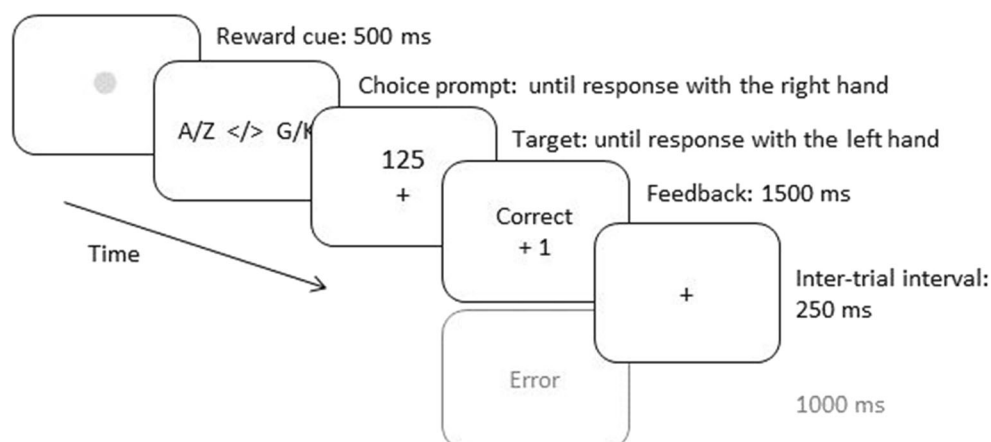 Reward cue: 500 ms
Choice prompt: until response with the right hand
A/Z </> G/K
Target: until response with the left hand
125
+
Feedback: 1500 ms
Correct
+ 1
Time
Inter-trial interval:
250 ms
+
Error
1000 ms